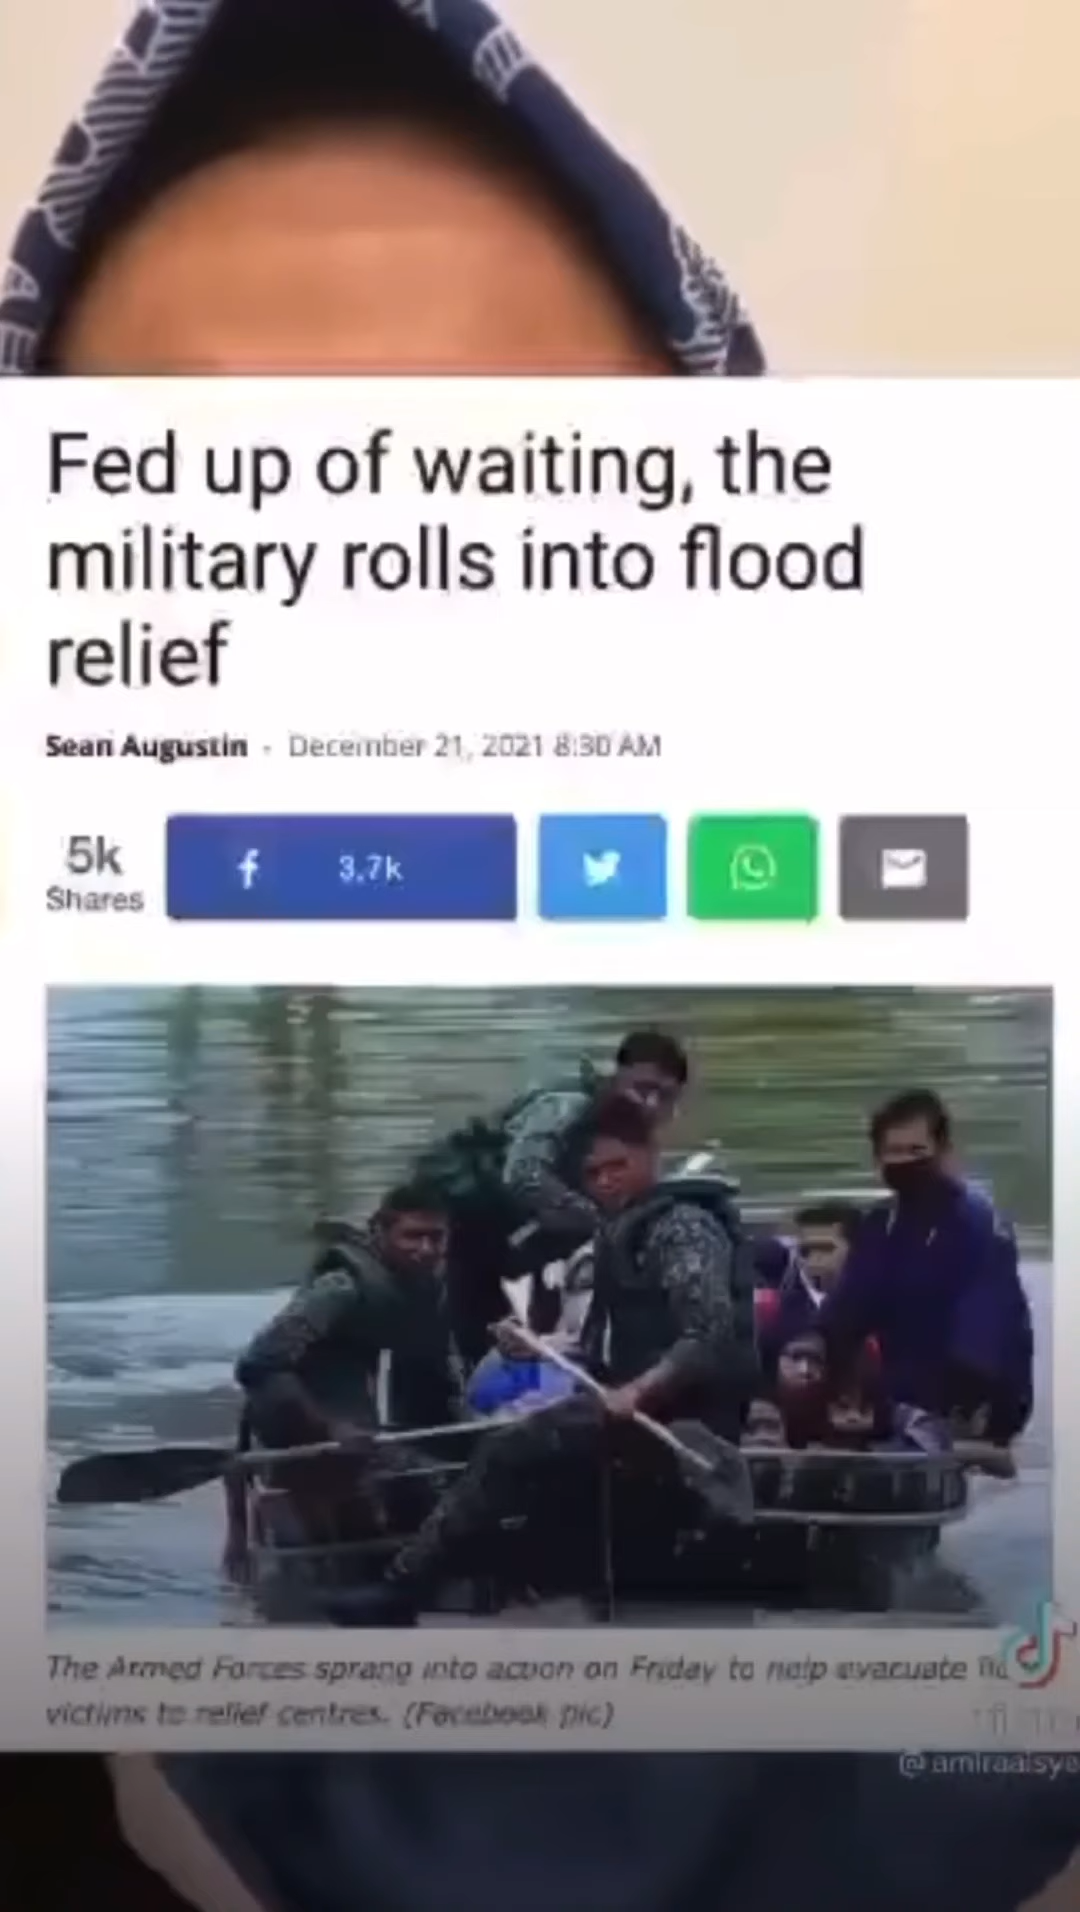 Fed up of waiting, the
military rolls into flood
relief
Sean Augustin - December 21, 2021 8:30 AM
5k
Shares
f 3.7k
The Armed Forces sprang into action on Friday to help evacuate
victims to relief centres. (Facebook pic)
@amiraaisya